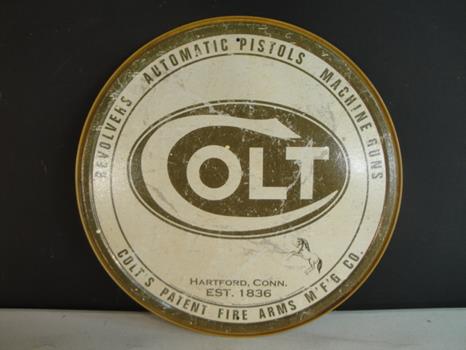 REVOLVERS AUTOMATIC PISTOLS MACHINE GUNS
COLT
HARTFORD, CONN.
EST. 1836
COLT'S PATENT FIRE ARMS M'F'G CO.